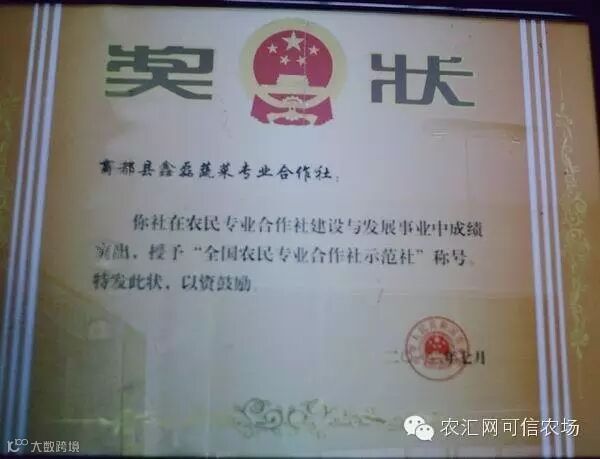 奖 状
商都县鑫磊蔬菜专业合作社：
你社在农民专业合作社建设与发展事业中成绩
突出，授予“全国农民专业合作社示范社”称号。
特发此状，以资鼓励。
年七月
农汇网可信农场
大数跨境